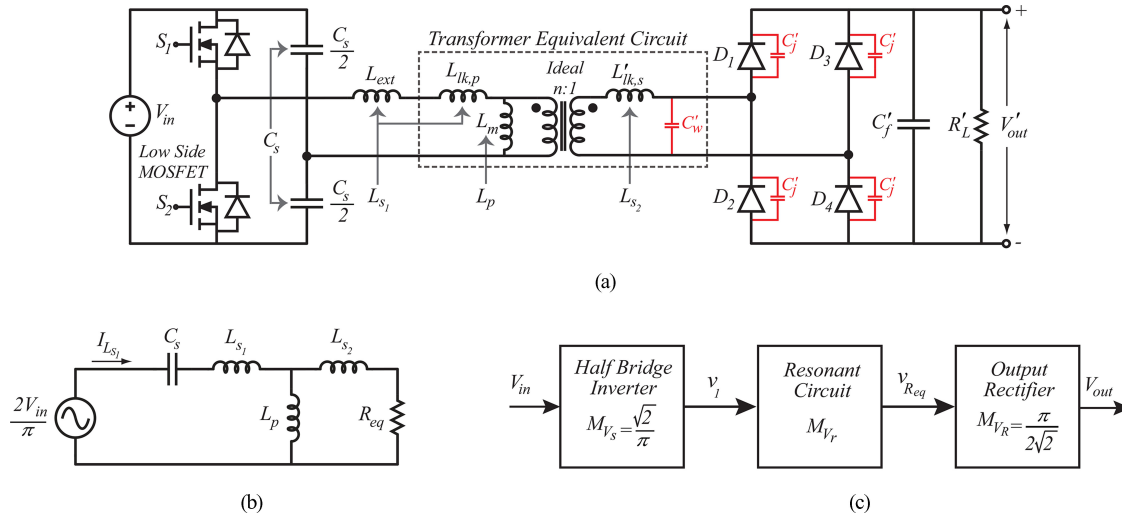 S1
Cs/2
Transformer Equivalent Circuit
Lext
Llk,p
Ideal
n:1
L'lk,s
D1
C'j
D3
C'j
+
Vin
Cs
Lm
C'w
C'f
R'L
V'out
Low Side
MOSFET
S2
Cs/2
Ls1
Lp
Ls2
D2
C'j
D4
C'j
-
(a)
ILs1
Cs
Ls1
Ls2
2Vin/π
Lp
Req
(b)
Vin
Half Bridge
Inverter
MVs=√2/π
v1
Resonant
Circuit
MVr
vReq
Output
Rectifier
MVR=π/2√2
Vout
(c)